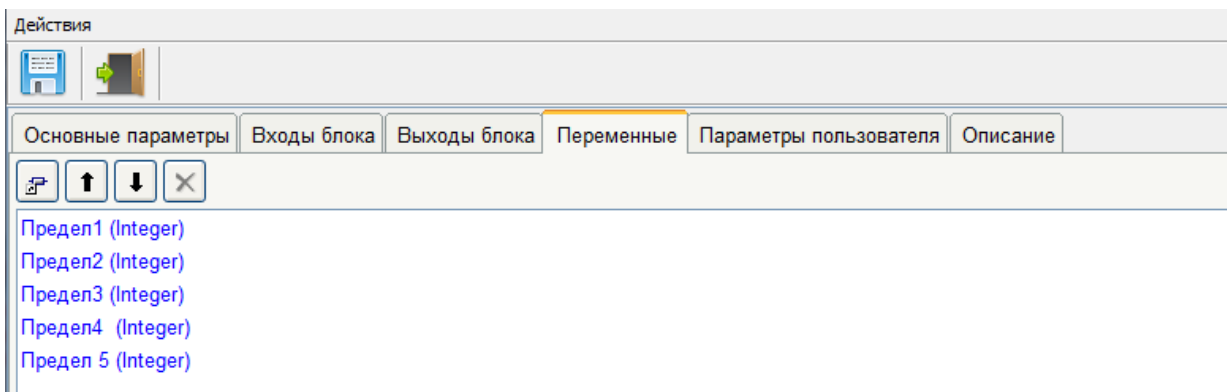 Действия
Основные параметры Входы блока Выходы блока Переменные Параметры пользователя Описание
Предел1 (Integer)
Предел2 (Integer)
Предел3 (Integer)
Предел4  (Integer)
Предел 5 (Integer)